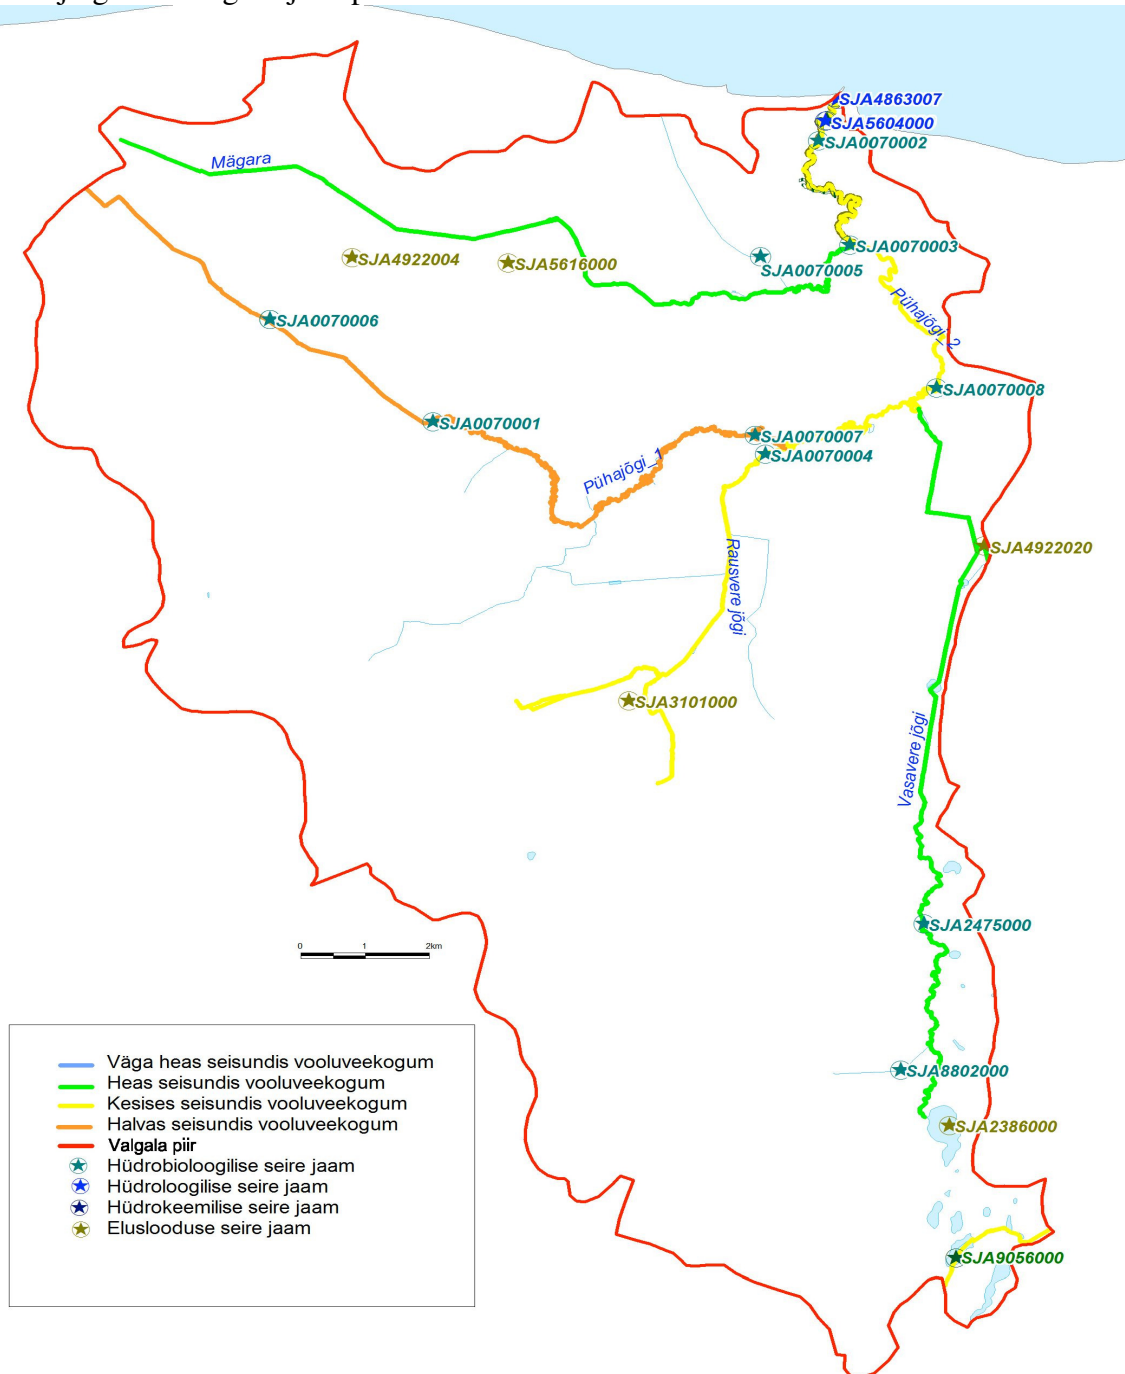 SJA4863007
SJA5604000
SJA0070002
Mägara
SJA0070003
SJA4922004
SJA5616000
SJA0070005
Pühajõgi_2
SJA0070006
SJA0070008
SJA0070001
SJA0070007
SJA0070004
Pühajõgi_1
Rausvere jõgi
SJA4922020
SJA3101000
Vasavere jõgi
SJA2475000
0 1 2km
SJA8802000
SJA2386000
SJA9056000
Väga heas seisundis vooluveekogum
Heas seisundis vooluveekogum
Kesises seisundis vooluveekogum
Halvas seisundis vooluveekogum
Valgala piir
Hüdrobioloogilise seire jaam
Hüdroloogilise seire jaam
Hüdrokeemilise seire jaam
Eluslooduse seire jaam